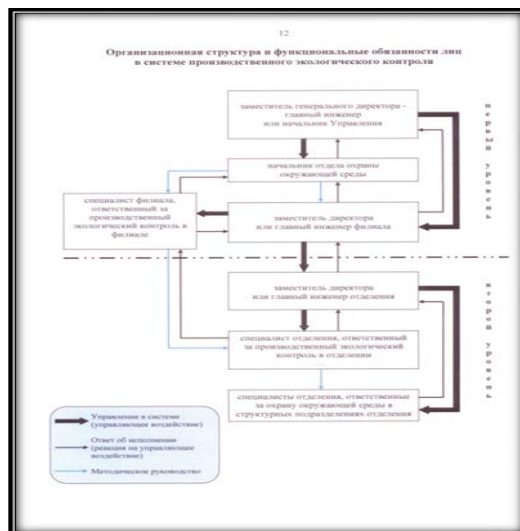 12
Организационная структура и функциональные обязанности лиц
в системе производственного экологического контроля
заместитель генерального директора -
главный инженер
или начальник Управления
начальник отдела охраны
окружающей среды
специалист филиала,
ответственный за
производственный
экологический контроль в
филиале
заместитель директора
или главный инженер филиала
первый уровень
заместитель директора
или главный инженер отделения
специалист отделения, ответственный
за производственный экологический
контроль в отделении
специалисты отделения, ответственные
за охрану окружающей среды в
структурных подразделениях отделения
второй уровень
Управление в системе
(управляющее воздействие)
Ответ об исполнении
(реакция на управляющее
воздействие)
Методическое руководство